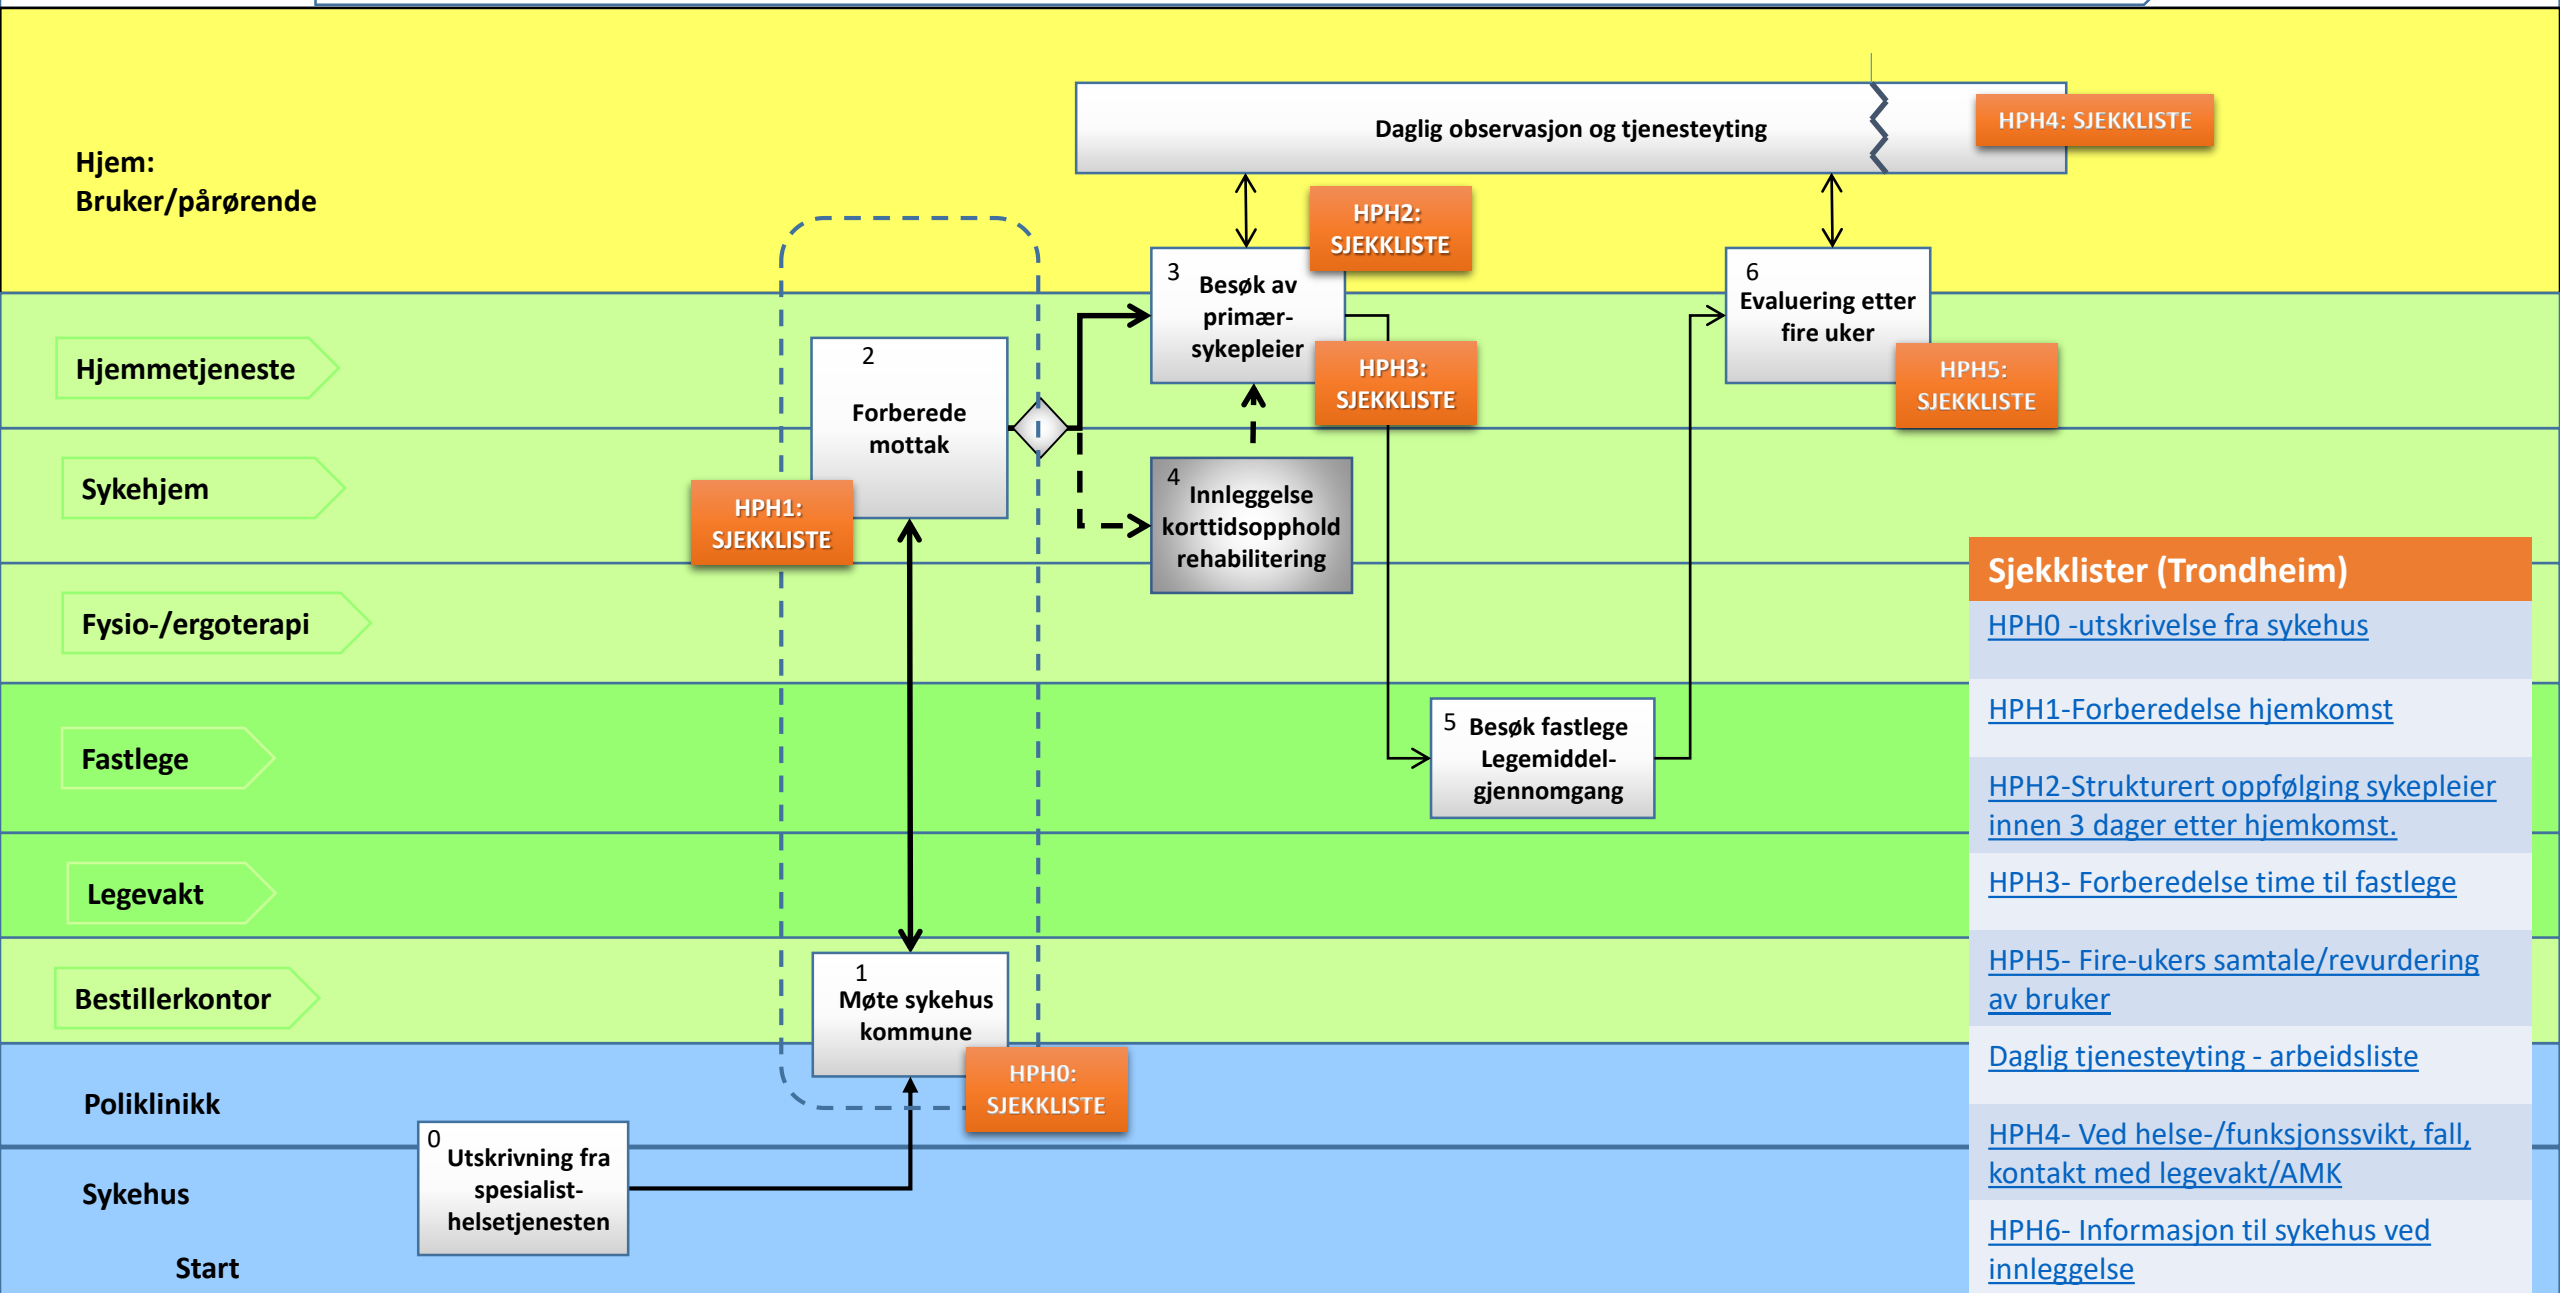 Daglig observasjon og tjenesteyting
HPH4: SJEKKLISTE
Hjem:
Bruker/pårørende
HPH2:
SJEKKLISTE
3
Besøk av
primær-
sykepleier
6
Evaluering etter
fire uker
Hjemmetjeneste
2
Forberede
mottak
HPH3:
SJEKKLISTE
HPH5:
SJEKKLISTE
Sykehjem
HPH1:
SJEKKLISTE
4
Innleggelse
korttidsopphold
rehabilitering
Fysio-/ergoterapi
Fastlege
5
Besøk fastlege
Legemiddel-
gjennomgang
Legevakt
Bestillerkontor
1
Møte sykehus
kommune
HPH0:
SJEKKLISTE
Poliklinikk
0
Utskrivning fra
spesialist-
helsetjenesten
Sykehus
Start
Sjekklister (Trondheim)
HPH0 -utskrivelse fra sykehus
HPH1-Forberedelse hjemkomst
HPH2-Strukturert oppfølging sykepleier
innen 3 dager etter hjemkomst.
HPH3- Forberedelse time til fastlege
HPH5- Fire-ukers samtale/revurdering
av bruker
Daglig tjenesteyting - arbeidsliste
HPH4- Ved helse-/funksjonssvikt, fall,
kontakt med legevakt/AMK
HPH6- Informasjon til sykehus ved
innleggelse